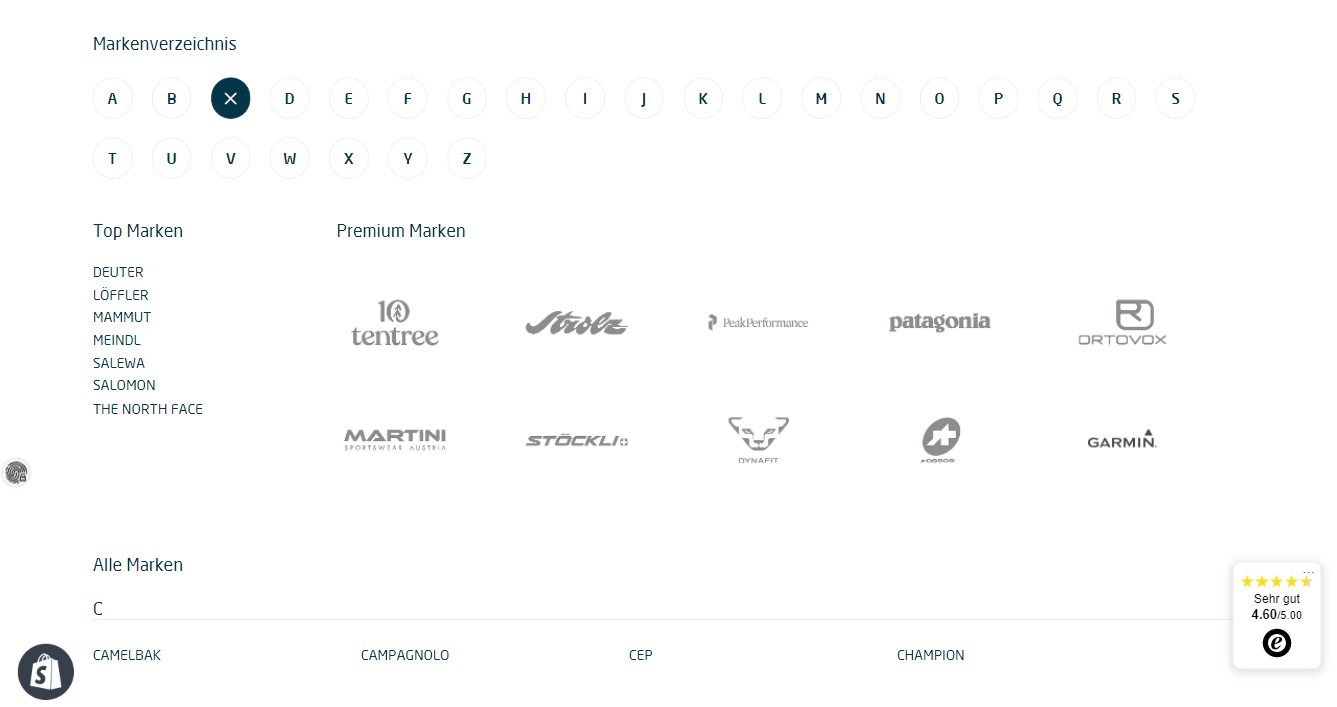 Markenverzeichnis
A B D E F G H I J K L M N O P Q R S
T U V W X Y Z
Top Marken
DEUTER
LÖFFLER
MAMMUT
MEINDL
SALEWA
SALOMON
THE NORTH FACE
Premium Marken
10
tentree
Strolz
PeakPerformance
patagonia
ORTOVOX
MARTINI
SPORTSWEAR AUSTRIA
STÖCKLI
DYNAFIT
assos
GARMIN
Alle Marken
C
CAMELBAK CAMPAGNOLO CEP CHAMPION
...
Sehr gut
4.60/5.00
e
S